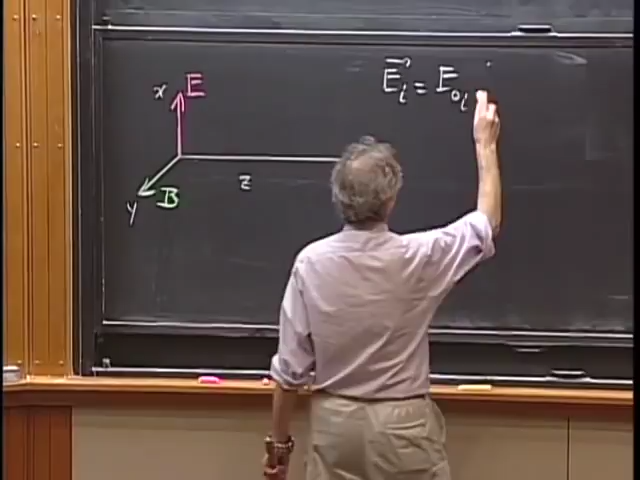 x E
E⃗ᵢ = E₀ᵢ
z
B
y